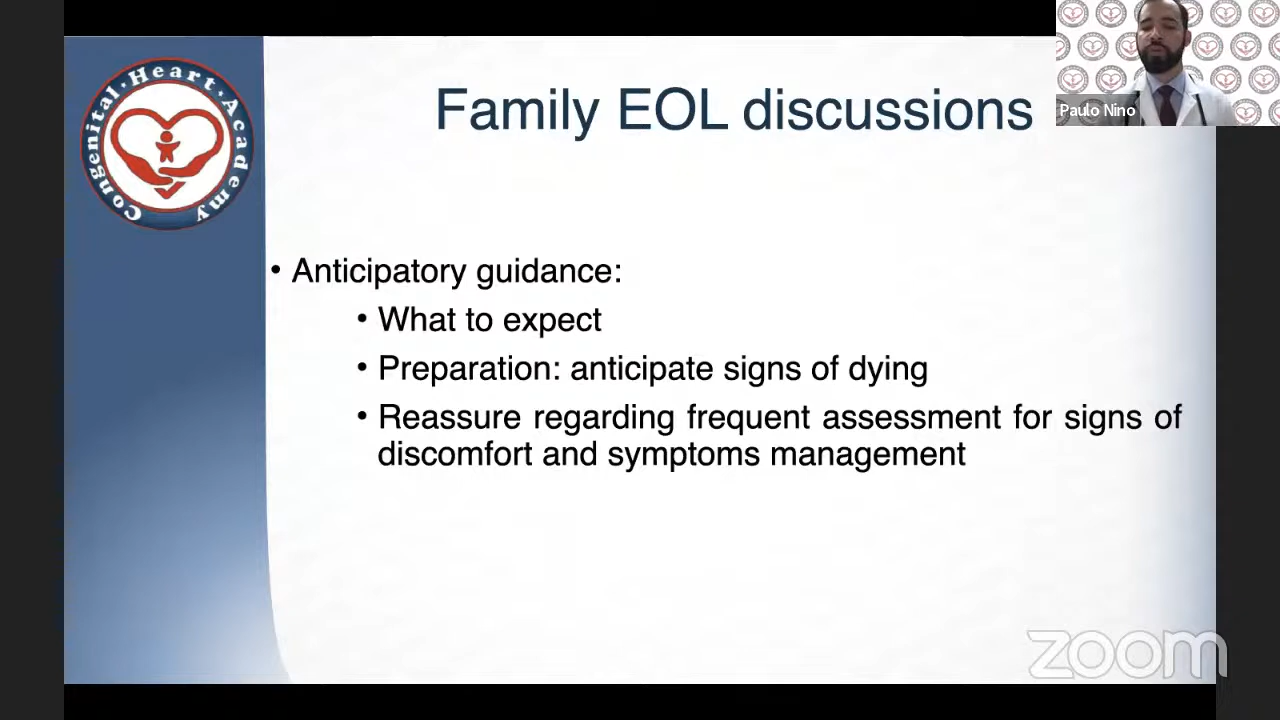 Congenital · Heart · Academy
Family EOL discussions
Paulo Nino
• Anticipatory guidance:
• What to expect
• Preparation: anticipate signs of dying
• Reassure regarding frequent assessment for signs of
discomfort and symptoms management
zoom